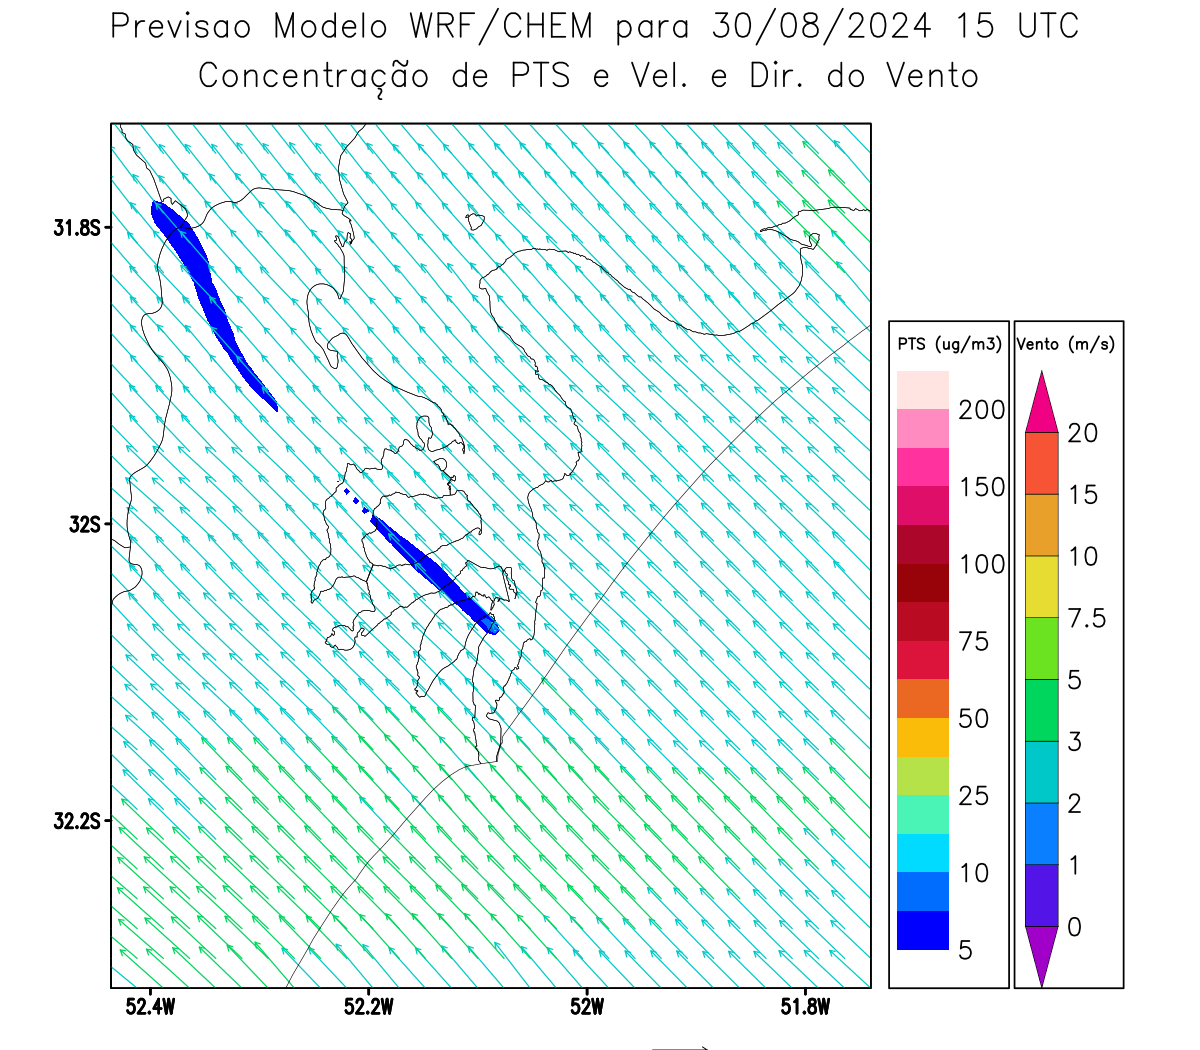 Previsao Modelo WRF/CHEM para 30/08/2024 15 UTC
Concentração de PTS e Vel. e Dir. do Vento
31.8S
32S
32.2S
52.4W
52.2W
52W
51.8W
PTS (ug/m3)
200
150
100
75
50
25
10
5
Vento (m/s)
20
15
10
7.5
5
3
2
1
0